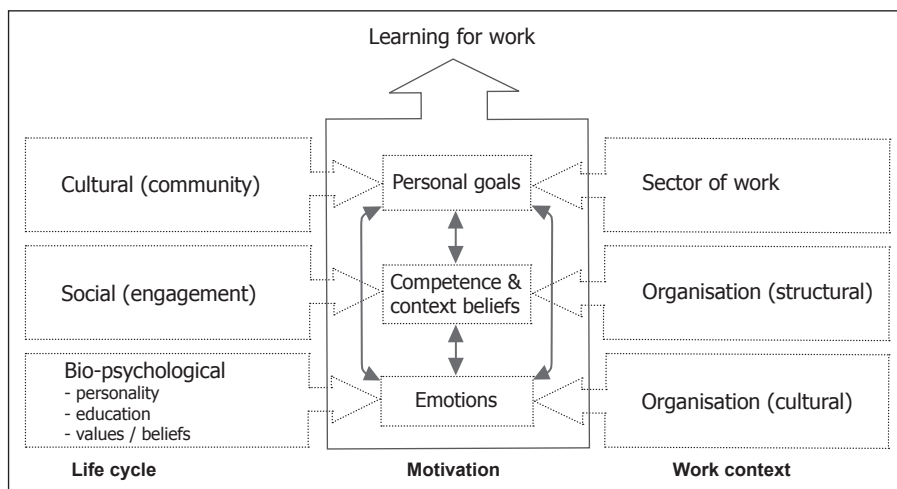 Learning for work
Cultural (community)
Personal goals
Sector of work
Social (engagement)
Competence &
context beliefs
Organisation (structural)
Bio-psychological
- personality
- education
- values / beliefs
Emotions
Organisation (cultural)
Life cycle
Motivation
Work context